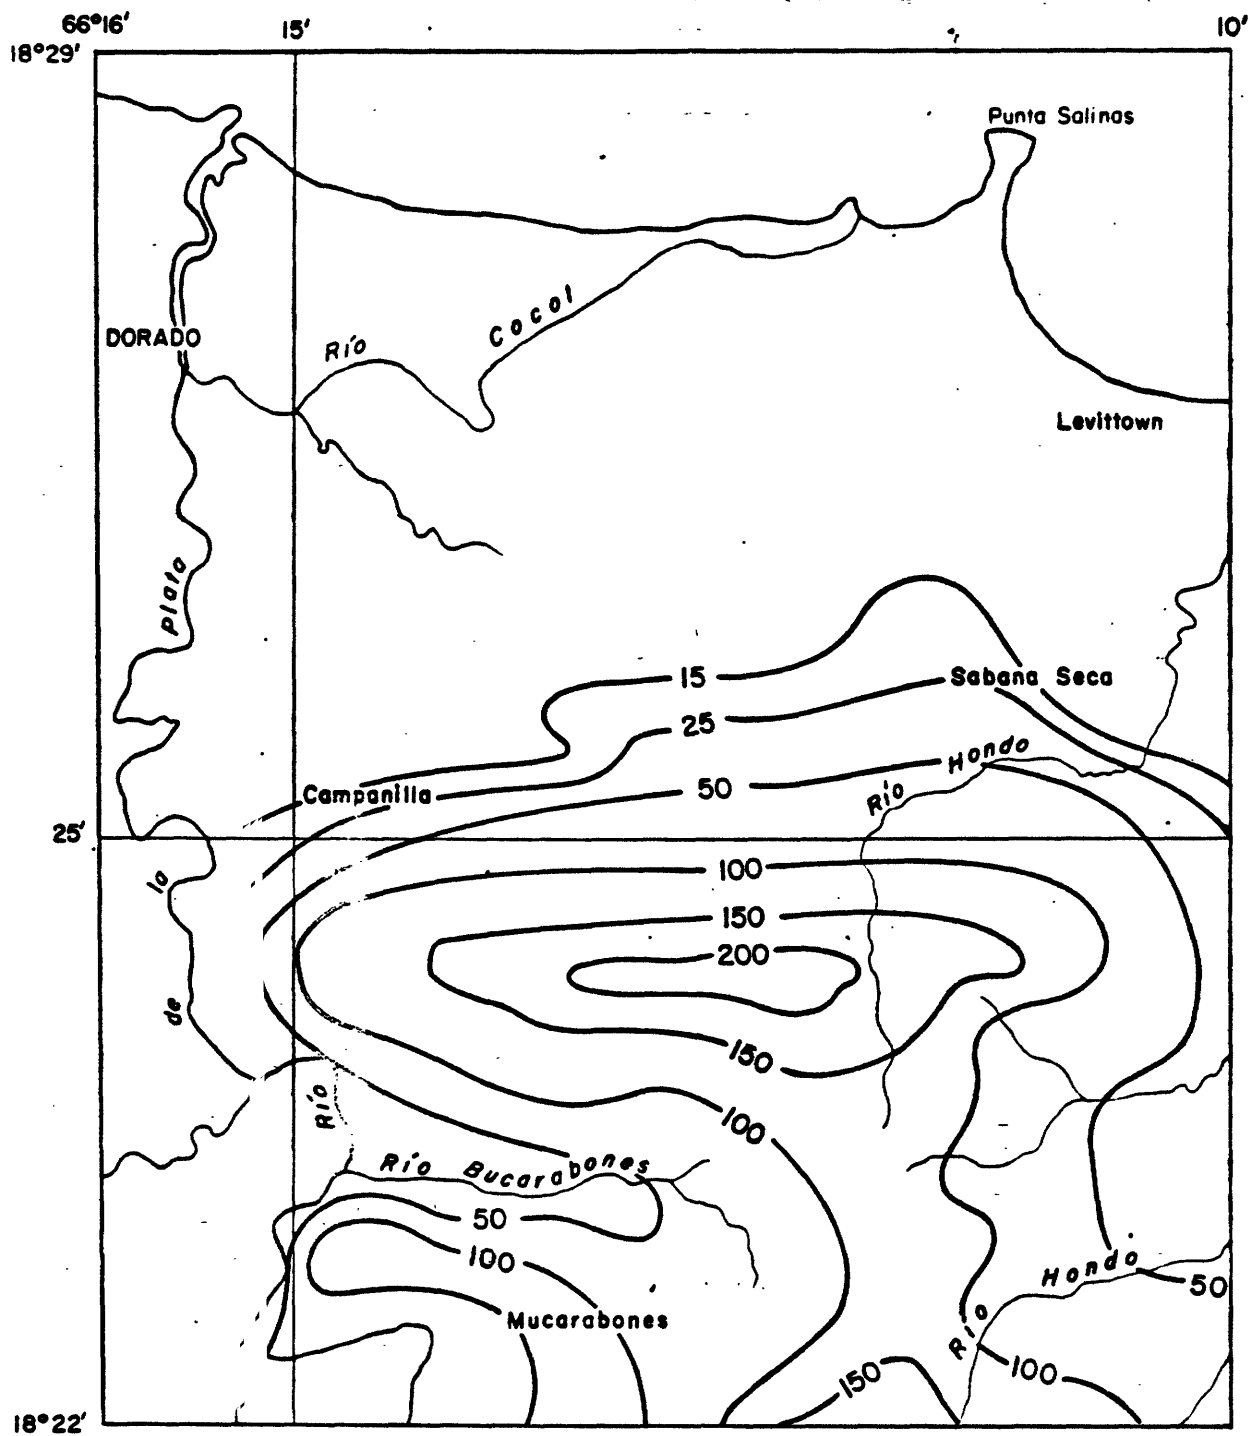 66°16'
15'
10'
18°29'
Punta Salinas
DORADO
Río
Cocol
Levittown
Plata
15
Sabana Seca
25
Hondo
Campanilla
50
Río
25'
100
la
150
200
de
150
Río
100
Río Bucarabones
50
100
Hondo
50
Mucarabones
Río
150
100
18°22'